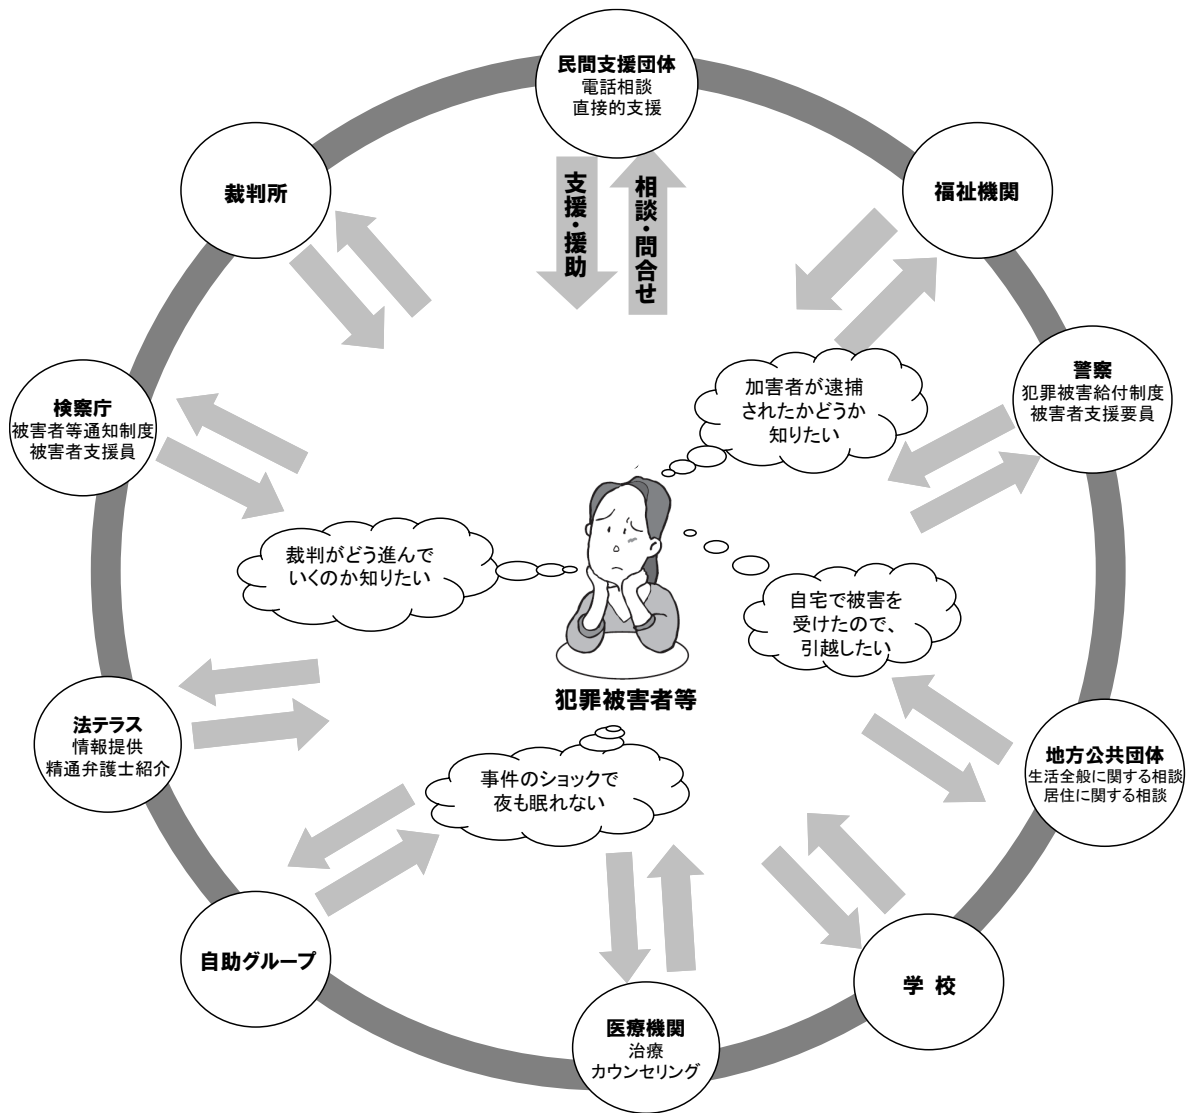 民間支援団体
電話相談
直接的支援
支援・援助
相談・問合せ
裁判所
福祉機関
検察庁
被害者等通知制度
被害者支援員
警察
犯罪被害給付制度
被害者支援要員
加害者が逮捕
されたかどうか
知りたい
裁判がどう進んで
いくのか知りたい
自宅で被害を
受けたので、
引越したい
犯罪被害者等
事件のショックで
夜も眠れない
法テラス
情報提供
精通弁護士紹介
地方公共団体
生活全般に関する相談
居住に関する相談
自助グループ
学 校
医療機関
治療
カウンセリング